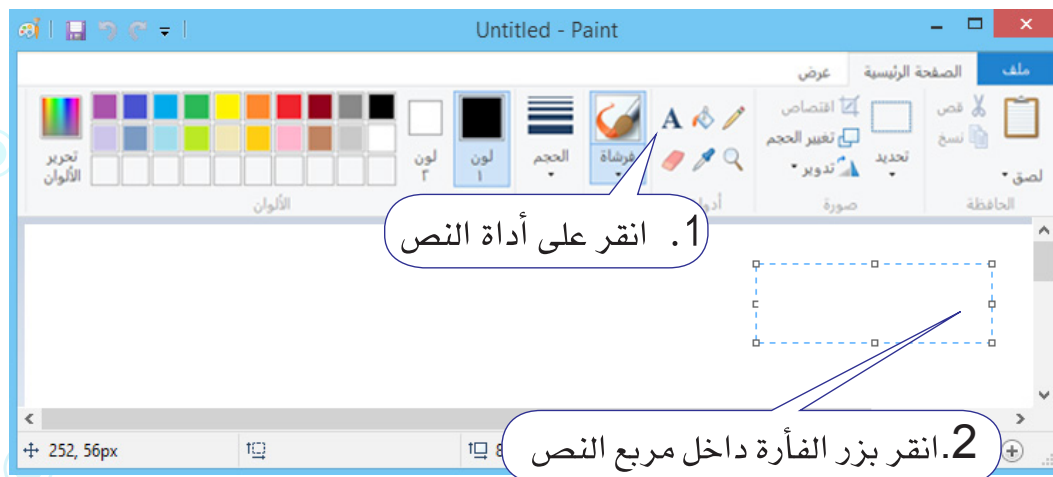 Untitled - Paint
ملف
الصفحة الرئيسية
عرض
لصق
قص
نسخ
الحافظة
تحديد
اقتصاص
تغيير الحجم
تدوير
صورة
A
فرشاة
الحجم
لون
١
لون
٢
تحرير
الألوان
الألوان
1. انقر على أداة النص
2.انقر بزر الفأرة داخل مربع النص
252, 56px